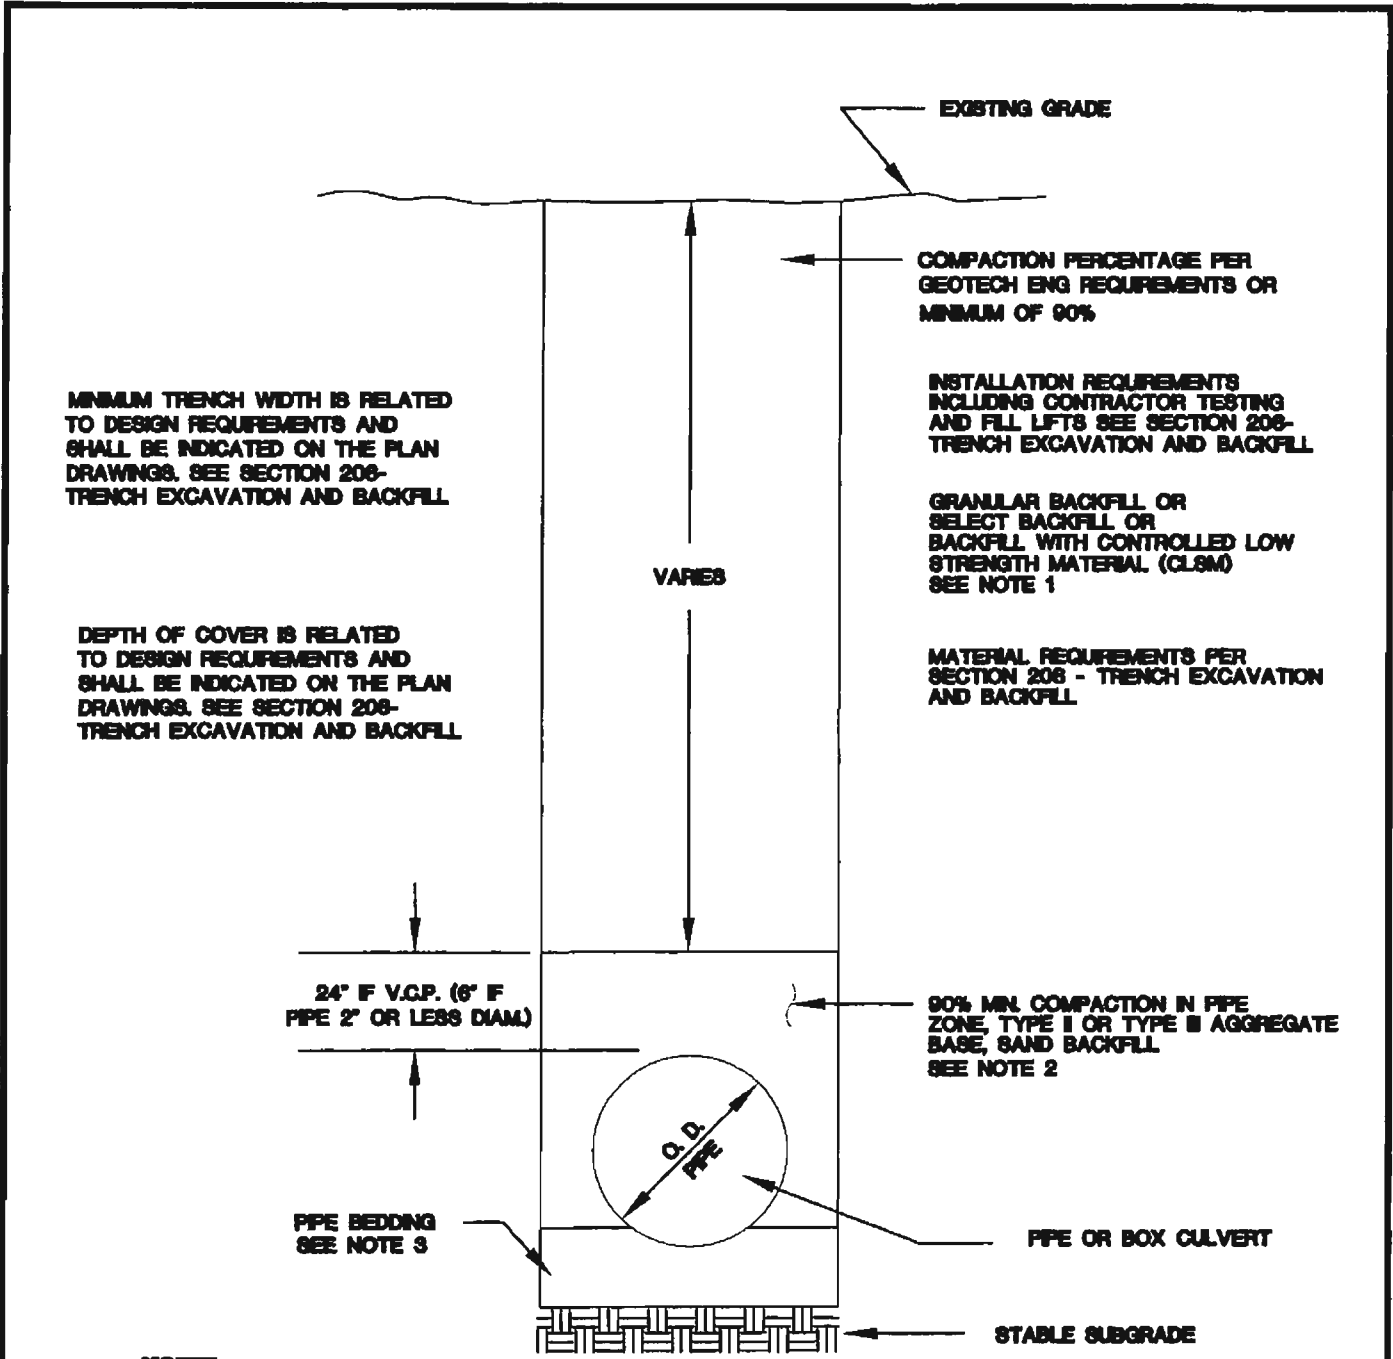 EXISTING GRADE
COMPACTION PERCENTAGE PER
GEOTECH ENG REQUIREMENTS OR
MINIMUM OF 90%
MINIMUM TRENCH WIDTH IS RELATED
TO DESIGN REQUIREMENTS AND
SHALL BE INDICATED ON THE PLAN
DRAWINGS. SEE SECTION 206-
TRENCH EXCAVATION AND BACKFILL
INSTALLATION REQUIREMENTS
INCLUDING CONTRACTOR TESTING
AND FILL LIFTS SEE SECTION 206-
TRENCH EXCAVATION AND BACKFILL
GRANULAR BACKFILL OR
SELECT BACKFILL OR
BACKFILL WITH CONTROLLED LOW
STRENGTH MATERIAL (CLSM)
SEE NOTE 1
VARIES
DEPTH OF COVER IS RELATED
TO DESIGN REQUIREMENTS AND
SHALL BE INDICATED ON THE PLAN
DRAWINGS. SEE SECTION 206-
TRENCH EXCAVATION AND BACKFILL
MATERIAL REQUIREMENTS PER
SECTION 206 - TRENCH EXCAVATION
AND BACKFILL
24" IF V.C.P. (6" IF
PIPE 2" OR LESS DIAM.)
90% MIN. COMPACTION IN PIPE
ZONE, TYPE II OR TYPE III AGGREGATE
BASE, SAND BACKFILL
SEE NOTE 2
O. D.
PIPE
PIPE BEDDING
SEE NOTE 3
PIPE OR BOX CULVERT
STABLE SUBGRADE